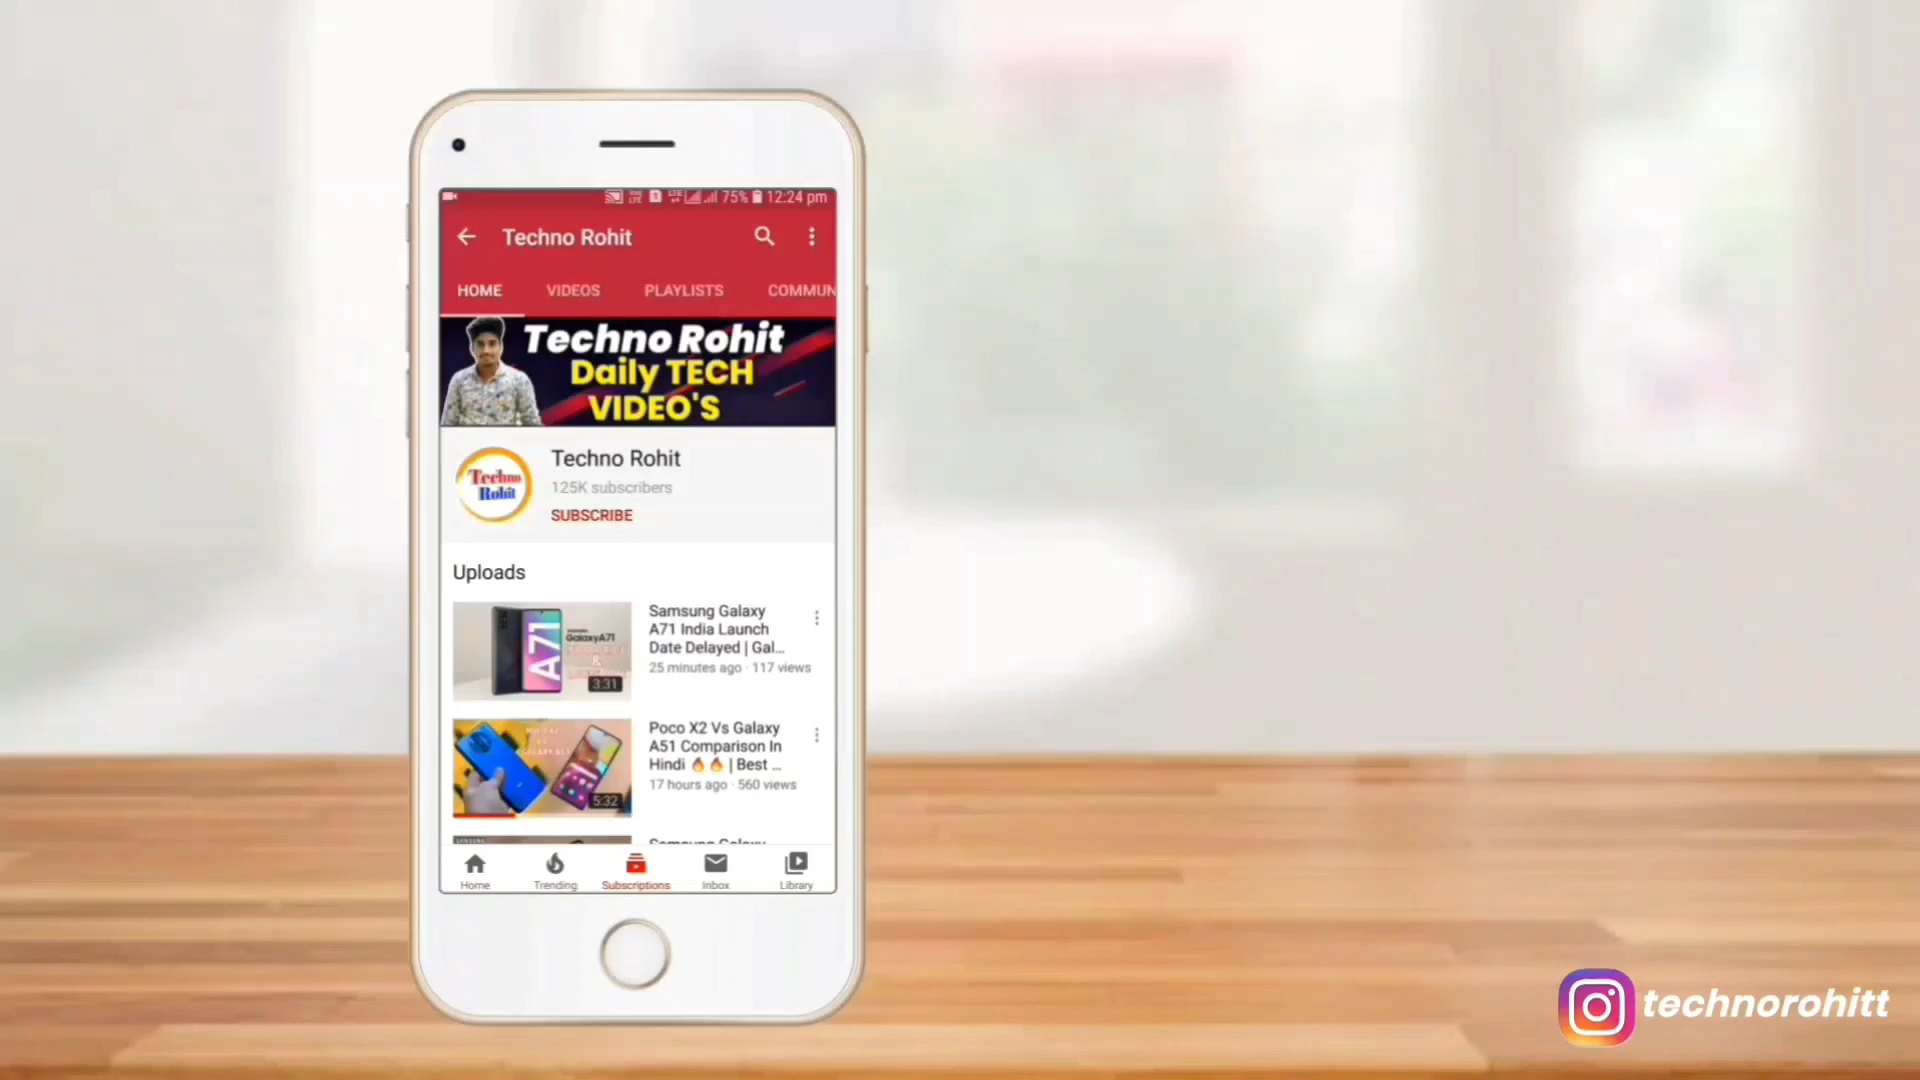 75% 12:24 pm
Techno Rohit
HOME VIDEOS PLAYLISTS COMMUN
Techno Rohit
Daily TECH
VIDEO'S
Techno
Rohit
Techno Rohit
125K subscribers
SUBSCRIBE
Uploads
A71
GalaxyA71
&
3:31
Samsung Galaxy
A71 India Launch
Date Delayed | Gal...
25 minutes ago · 117 views
5:32
Poco X2 Vs Galaxy
A51 Comparison In
Hindi 🔥🔥 | Best ...
17 hours ago · 560 views
Samsung Galaxy
Home Trending Subscriptions Inbox Library
technorohitt